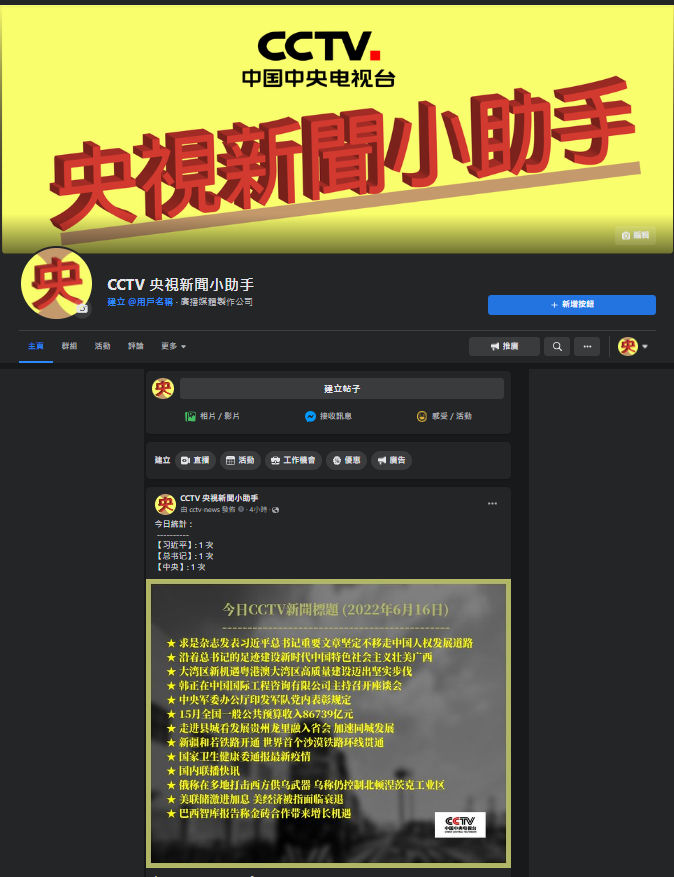 CCTV.
中国中央电视台
央視新聞小助手
編輯
央
CCTV 央視新聞小助手
建立 @用戶名稱 · 廣播媒體製作公司
+ 新增按鈕
主頁 群組 活動 評論 更多
推廣
央
央
建立帖子
相片 / 影片 接收訊息 感受 / 活動
建立 直播 活動 工作機會 優惠 廣告
央
CCTV 央視新聞小助手
由 cctv-news 發佈 · 4小時 ·
今日統計：
----------
【习近平】: 1 次
【总书记】: 1 次
【中央】: 1 次
今日CCTV新聞標題 (2022年6月16日)
★ 求是杂志发表习近平总书记重要文章坚定不移走中国人权发展道路
★ 沿着总书记的足迹建设新时代中国特色社会主义壮美广西
★ 大湾区新机遇粤港澳大湾区高质量建设迈出坚实步伐
★ 韩正在中国国际工程咨询有限公司主持召开座谈会
★ 中央军委办公厅印发军队党内表彰规定
★ 15月全国一般公共预算收入86739亿元
★ 走进县城看发展贵州龙里融入省会 加速同城发展
★ 新疆和若铁路开通 世界首个沙漠铁路环线贯通
★ 国家卫生健康委通报最新疫情
★ 国内联播快讯
★ 俄称在多地打击西方供乌武器 乌称仍控制北顿涅茨克工业区
★ 美联储激进加息 美经济被指面临衰退
★ 巴西智库报告称金砖合作带来增长机遇
CCTV
中国中央电视台